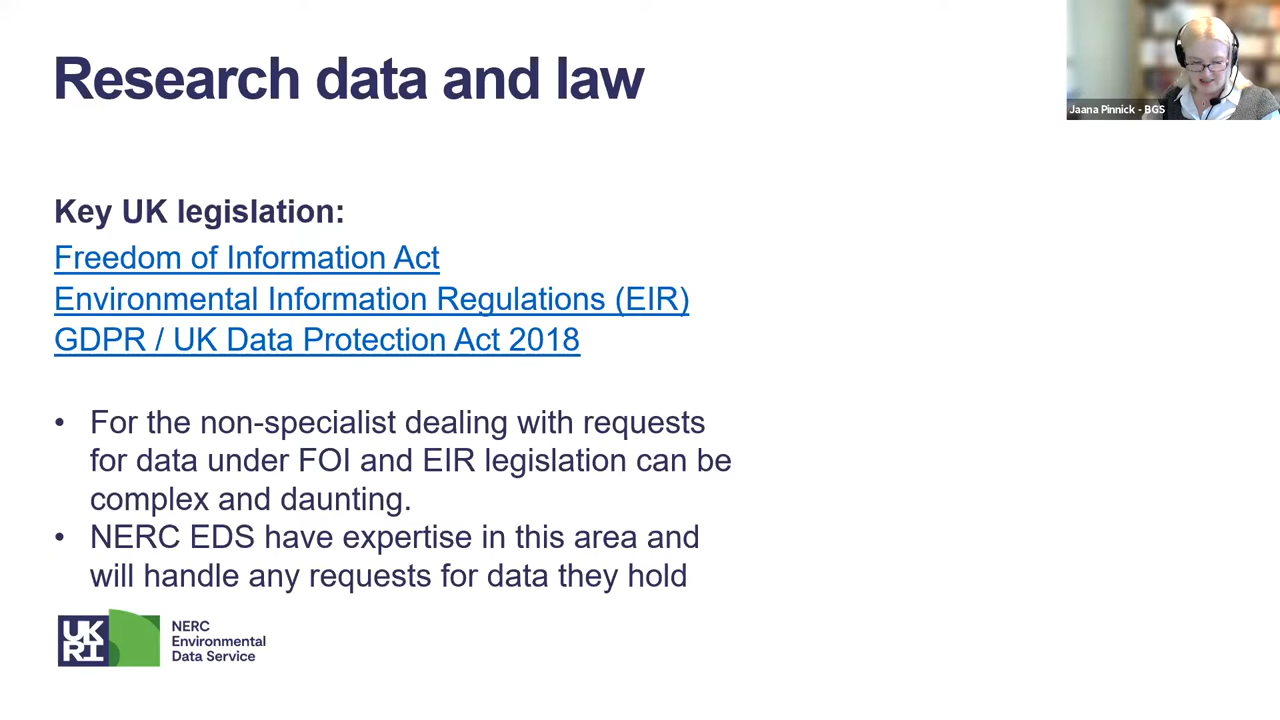 Research data and law
Jaana Pinnick - BGS
Key UK legislation:
Freedom of Information Act
Environmental Information Regulations (EIR)
GDPR / UK Data Protection Act 2018
• For the non-specialist dealing with requests
for data under FOI and EIR legislation can be
complex and daunting.
• NERC EDS have expertise in this area and
will handle any requests for data they hold
UK
RI
NERC
Environmental
Data Service